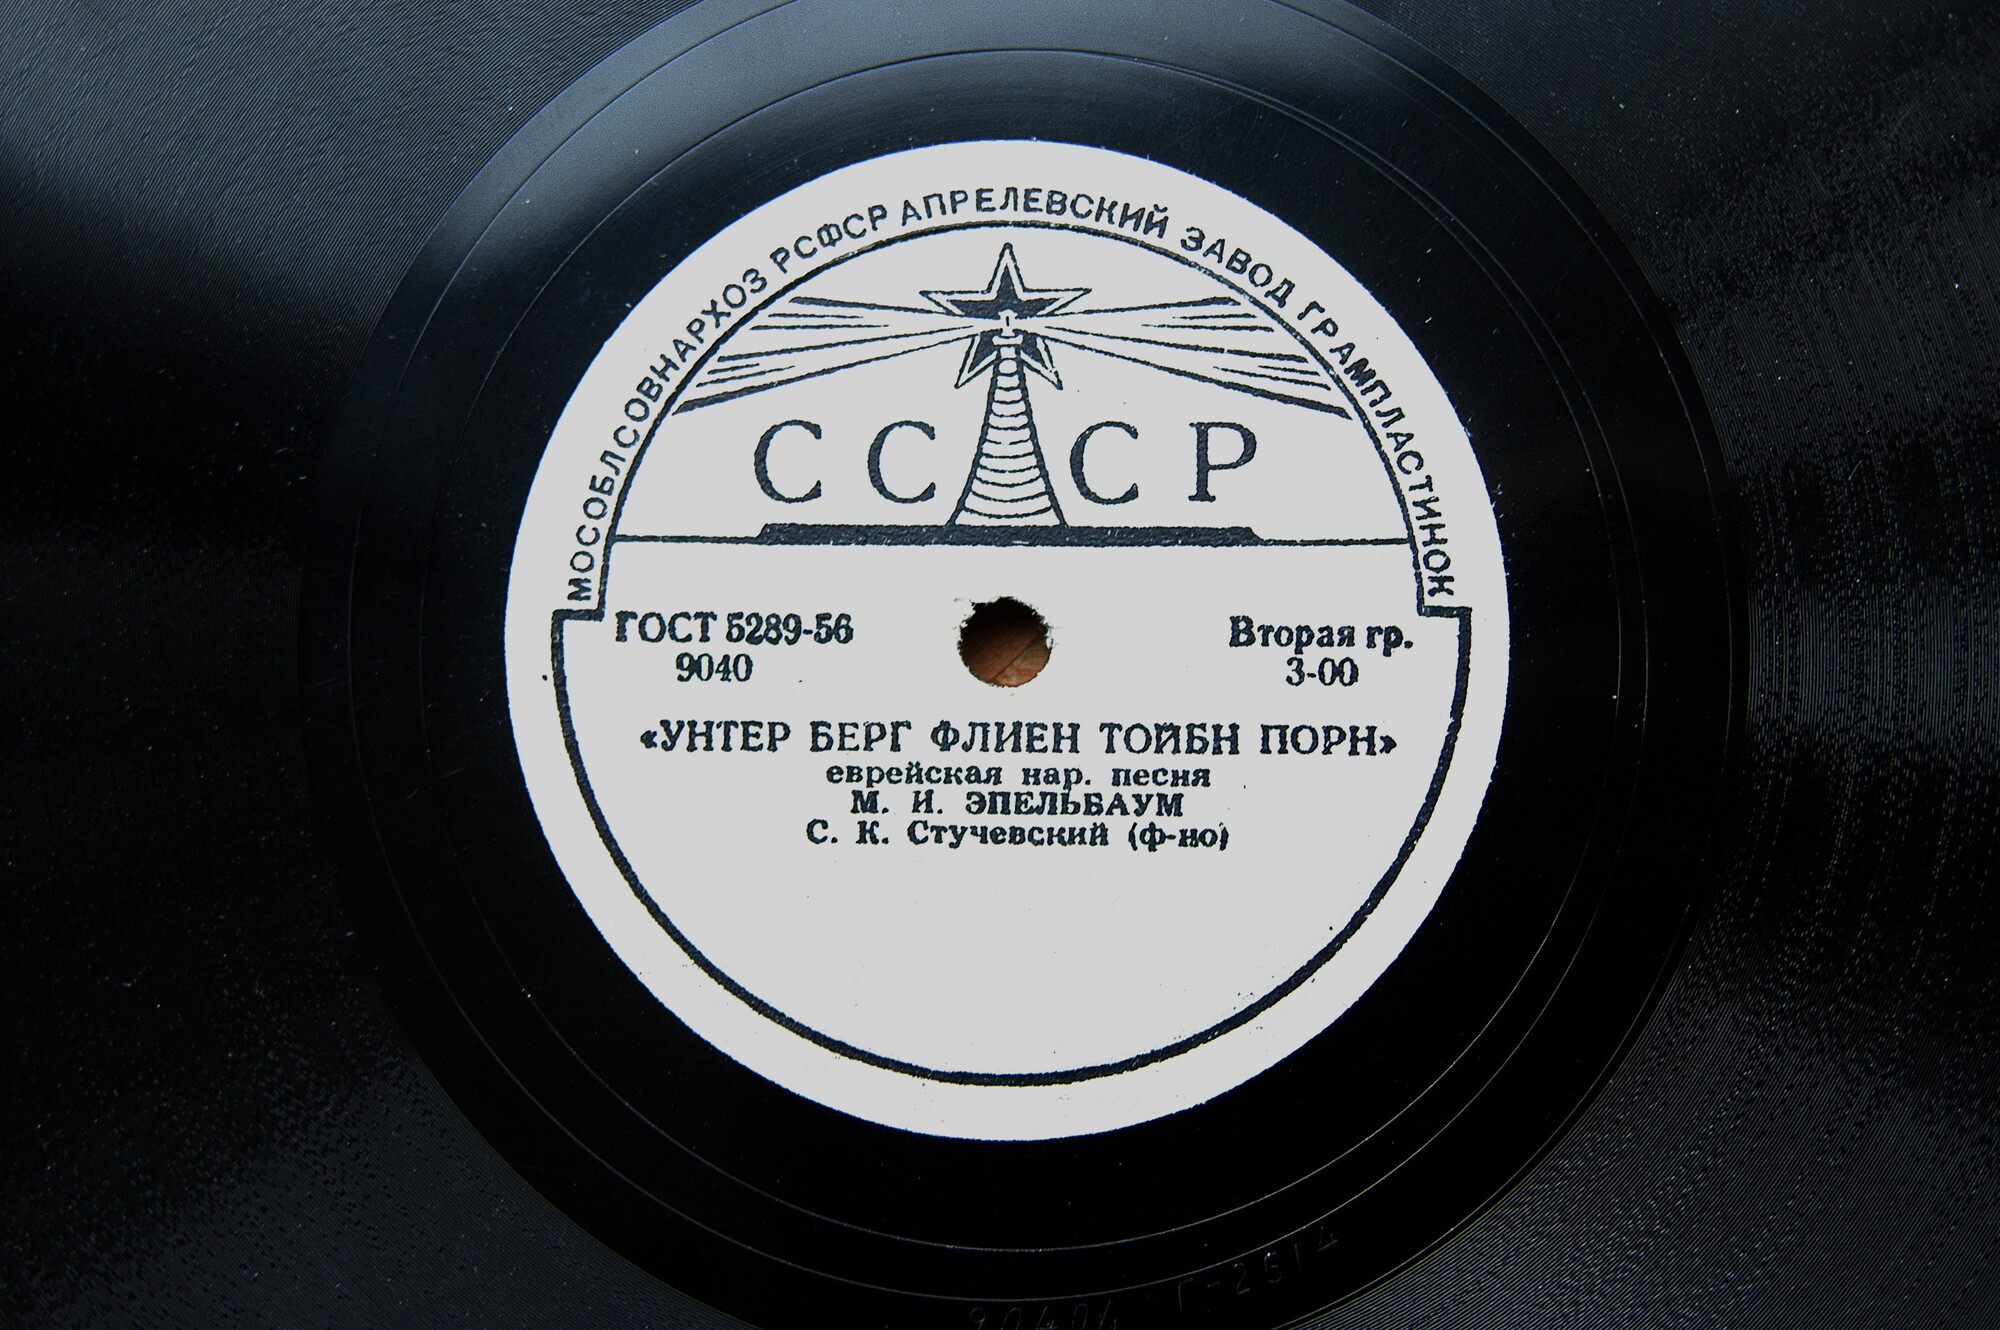 МОСОБЛСОВНАРХОЗ РСФСР АПРЕЛЕВСКИЙ ЗАВОД ГРАМПЛАСТИНОК
СССР
ГОСТ 5289-56 Вторая гр.
9040 3-00
«УНТЕР БЕРГ ФЛИЕН ТОЙБН ПОРН»
еврейская нар. песня
М. И. ЭПЕЛЬБАУМ
С. К. Стучевский (ф-но)